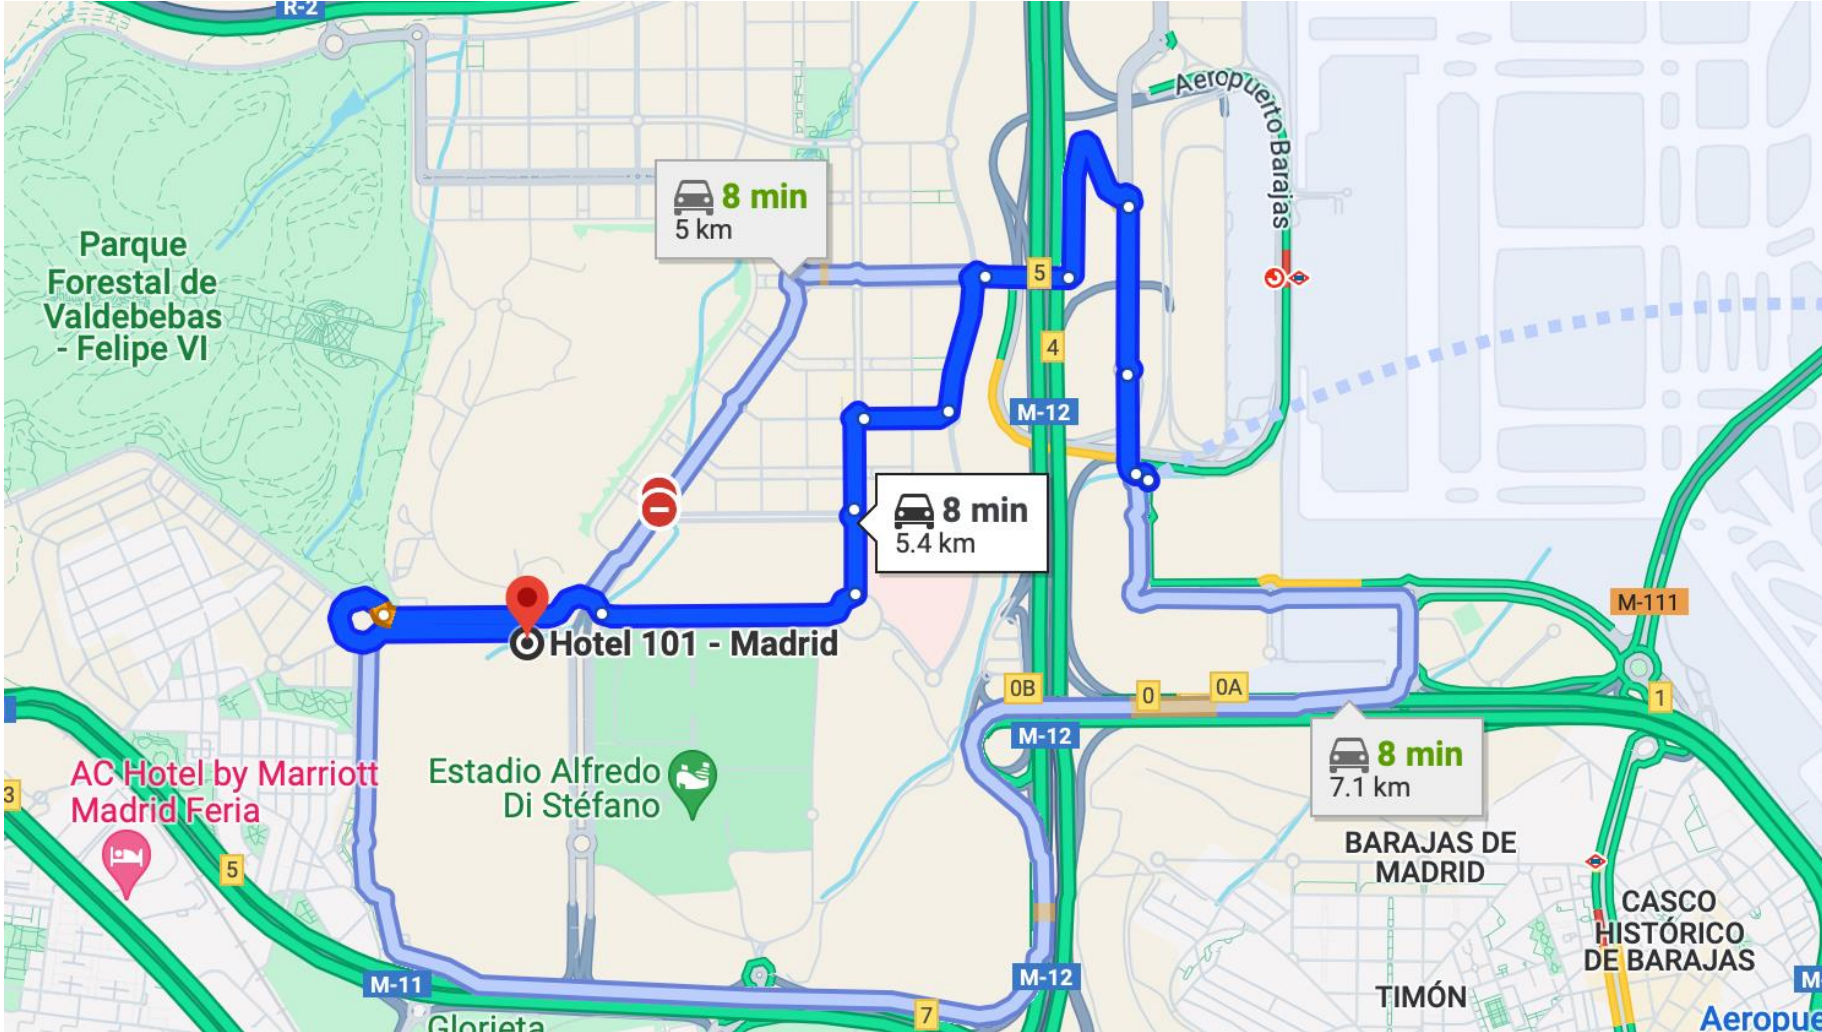 R-2
Aeropuerto Barajas
8 min
5 km
Parque
Forestal de
Valdebebas
- Felipe VI
5
4
M-12
8 min
5.4 km
M-111
Hotel 101 - Madrid
0B
0
0A
1
M-12
8 min
7.1 km
AC Hotel by Marriott
Madrid Feria
Estadio Alfredo
Di Stéfano
3
5
BARAJAS DE
MADRID
CASCO
HISTÓRICO
DE BARAJAS
M-11
M-12
TIMÓN
M-
7
Glorieta
Aeropue